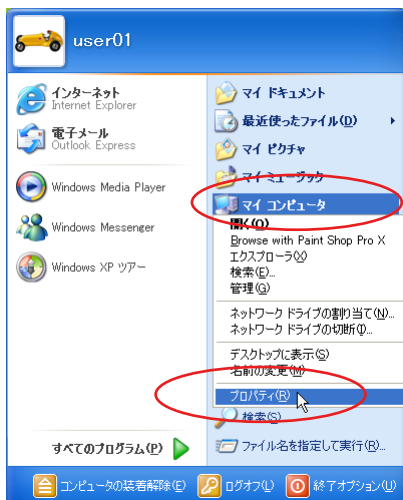 user01
インターネット
Internet Explorer
電子メール
Outlook Express
Windows Media Player
Windows Messenger
Windows XP ツアー
すべてのプログラム(P)
マイ ドキュメント
最近使ったファイル(D)
マイ ピクチャ
マイ ミュージック
マイ コンピュータ
開く(O)
Browse with Paint Shop Pro X
エクスプローラ(X)
検索(E)...
管理(G)
ネットワーク ドライブの割り当て(N)...
ネットワーク ドライブの切断(I)...
デスクトップに表示(S)
名前の変更(M)
プロパティ(R)
検索(S)
ファイル名を指定して実行(R)...
コンピュータの装着解除(E)
ログオフ(L)
終了オプション(U)